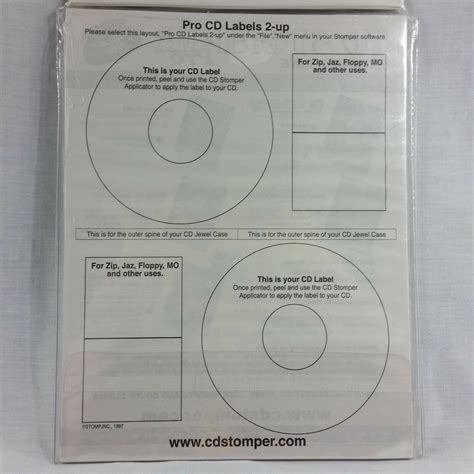 Pro CD Labels 2-up
Please select this layout, "Pro CD Labels 2-up" under the "File","New" menu in your Stomper software.
This is your CD Label
Once printed, peel and use the CD Stomper
Applicator to apply the label to your CD.
For Zip, Jaz, Floppy, MO
and other uses.
This is for the outer spine of your CD Jewel Case
This is for the outer spine of your CD Jewel Case
For Zip, Jaz, Floppy, MO
and other uses.
This is your CD Label
Once printed, peel and use the CD Stomper
Applicator to apply the label to your CD.
©STOMP,INC., 1997
www.cdstomper.com